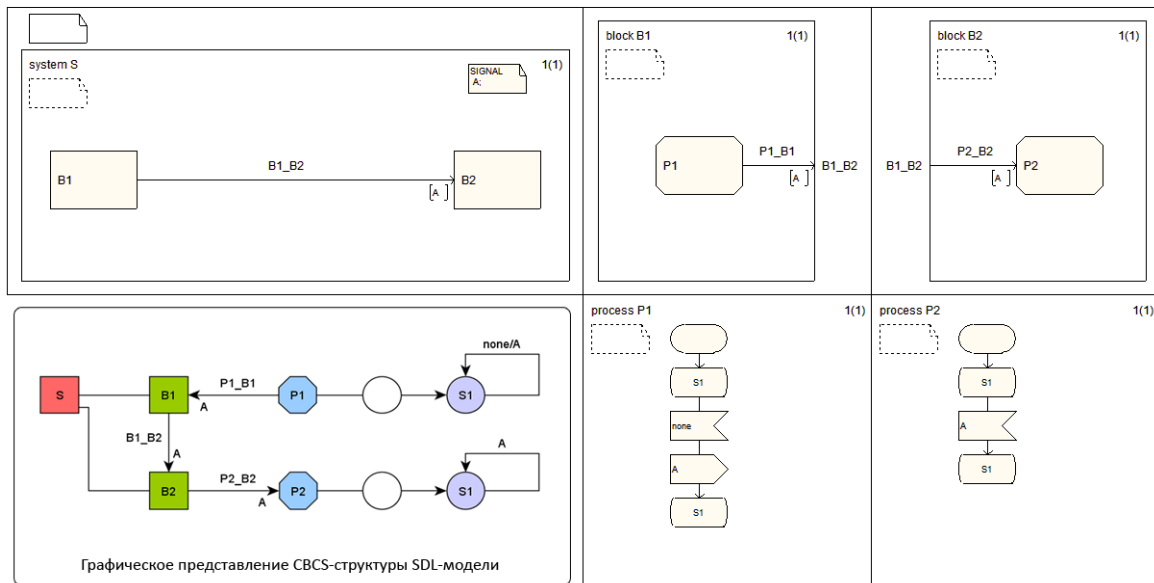 system S
1(1)
SIGNAL
A;
B1
B1_B2
[A]
B2
block B1
1(1)
P1
P1_B1
[A]
B1_B2
block B2
1(1)
B1_B2
P2_B2
[A]
P2
none/A
S
B1
P1_B1
A
P1
S1
B1_B2
A
A
B2
P2_B2
A
P2
S1
Графическое представление CBCS-структуры SDL-модели
process P1
1(1)
S1
none
A
S1
process P2
1(1)
S1
A
S1